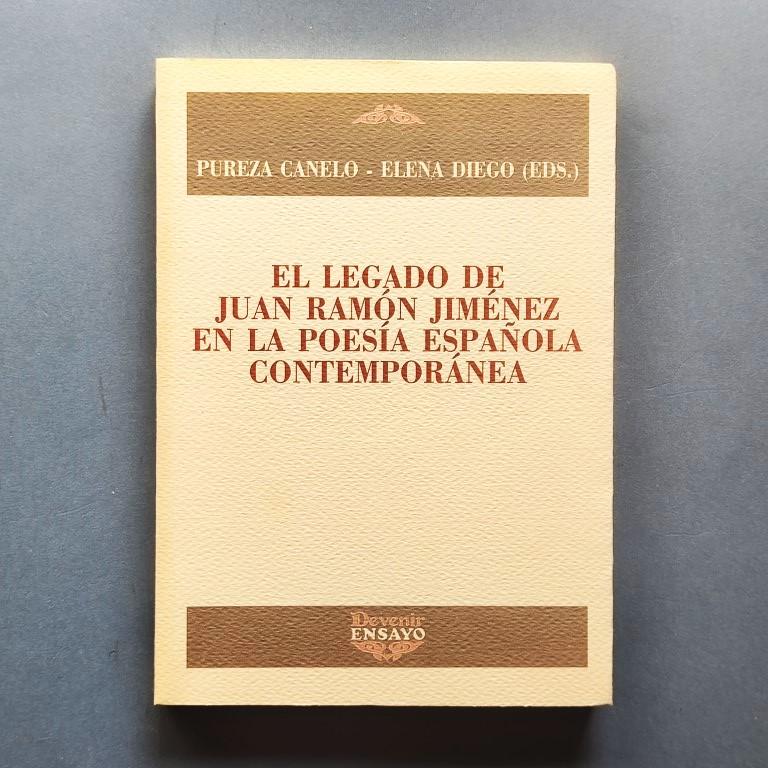 PUREZA CANELO - ELENA DIEGO (EDS.)
EL LEGADO DE
JUAN RAMÓN JIMÉNEZ
EN LA POESÍA ESPAÑOLA
CONTEMPORÁNEA
Devenir
ENSAYO